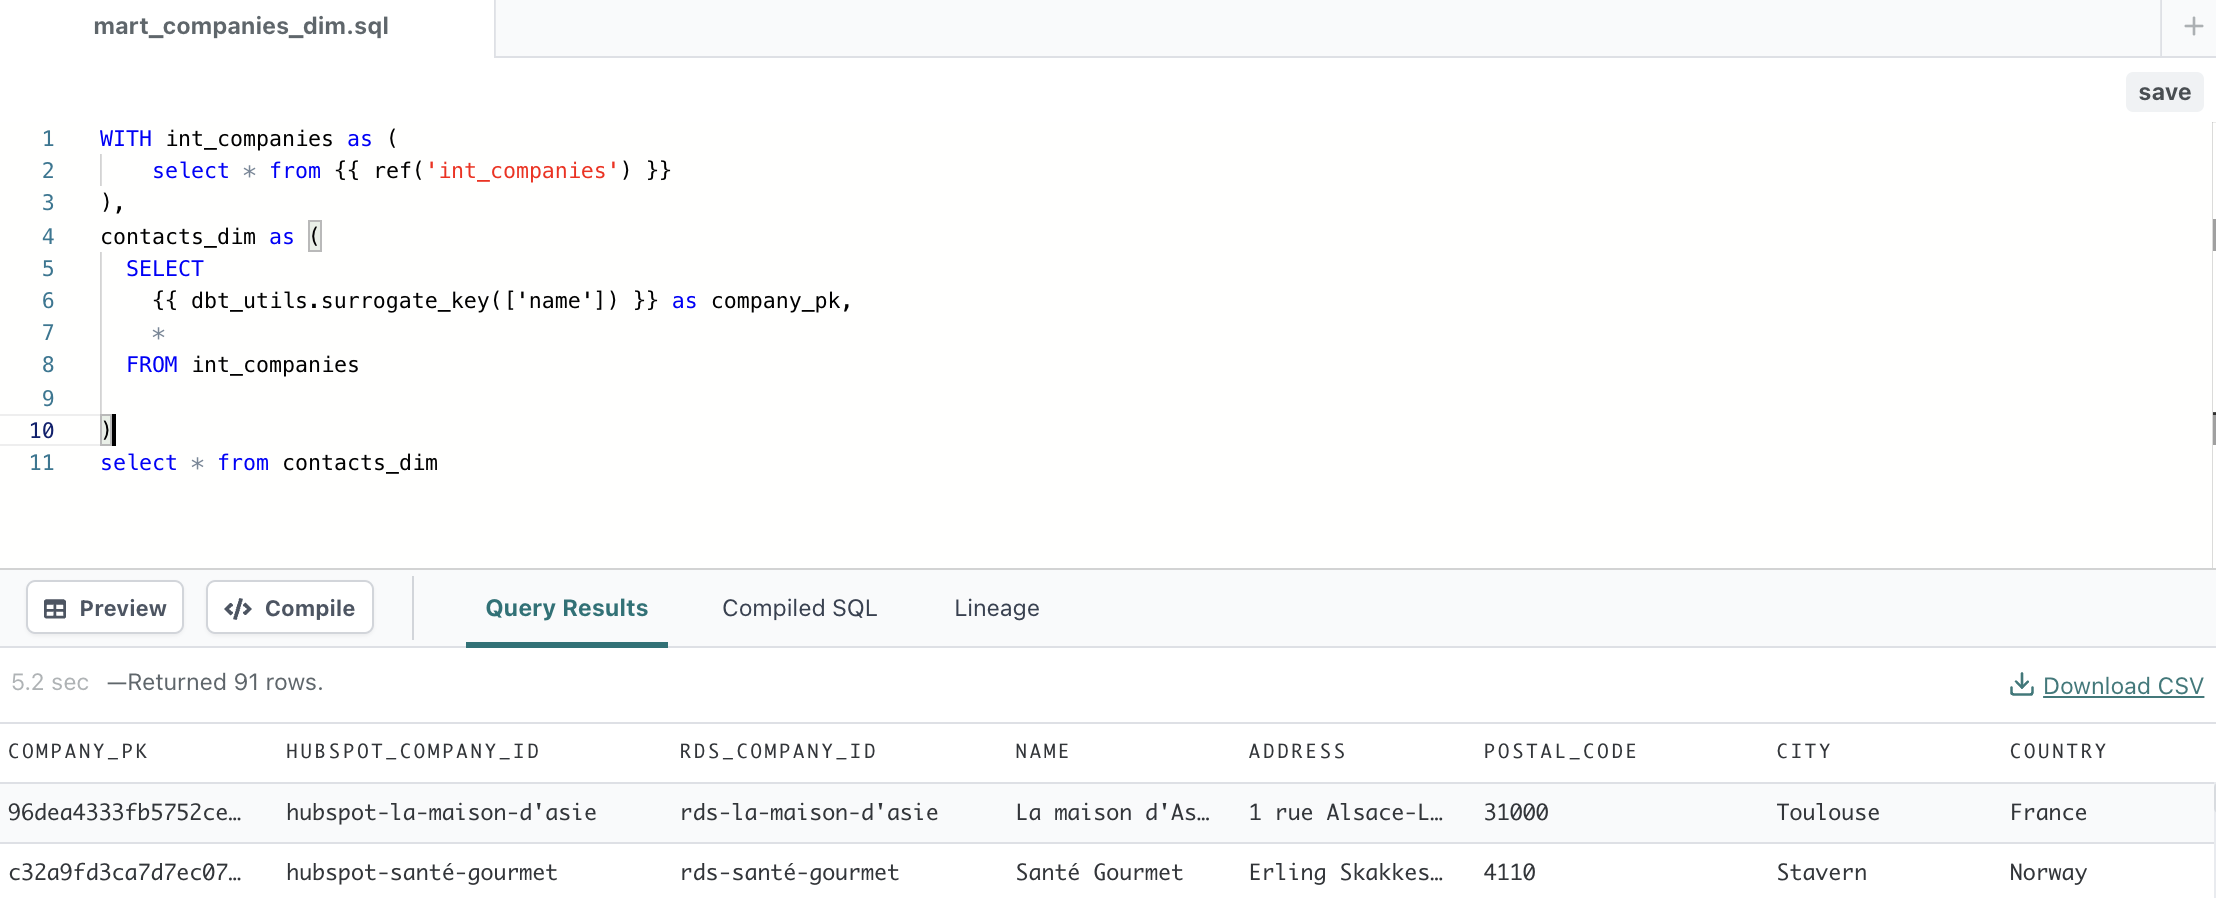 mart_companies_dim.sql
+
save
1 WITH int_companies as (
2 select * from {{ ref('int_companies') }}
3 ),
4 contacts_dim as (
5 SELECT
6 {{ dbt_utils.surrogate_key(['name']) }} as company_pk,
7 *
8 FROM int_companies
9
10 )
11 select * from contacts_dim
Preview </> Compile Query Results Compiled SQL Lineage
5.2 sec —Returned 91 rows. Download CSV
COMPANY_PK HUBSPOT_COMPANY_ID RDS_COMPANY_ID NAME ADDRESS POSTAL_CODE CITY COUNTRY
96dea4333fb5752ce… hubspot-la-maison-d'asie rds-la-maison-d'asie La maison d'As… 1 rue Alsace-L… 31000 Toulouse France
c32a9fd3ca7d7ec07… hubspot-santé-gourmet rds-santé-gourmet Santé Gourmet Erling Skakkes… 4110 Stavern Norway